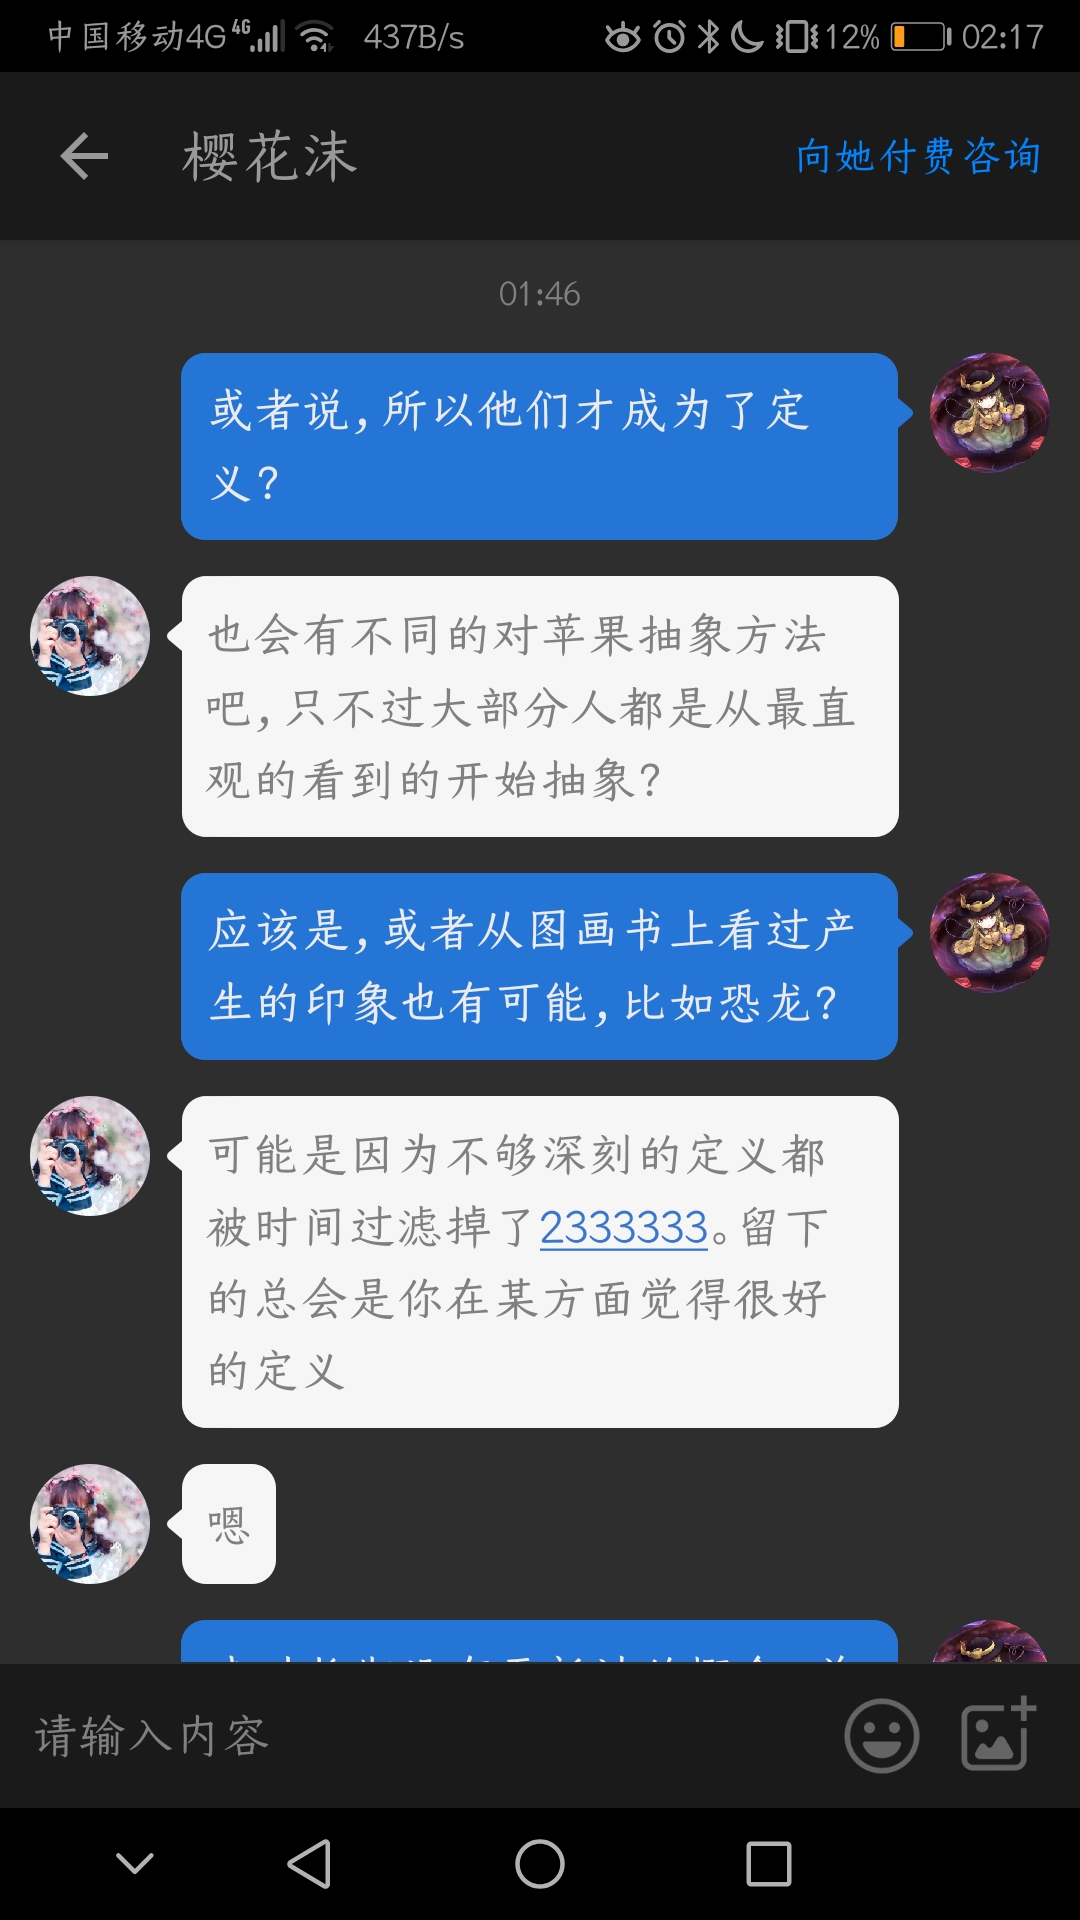 中国移动4G 4G 437B/s 12% 02:17
樱花沫 向她付费咨询
01:46
或者说,所以他们才成为了定
义?
也会有不同的对苹果抽象方法
吧,只不过大部分人都是从最直
观的看到的开始抽象?
应该是,或者从图画书上看过产
生的印象也有可能,比如恐龙?
可能是因为不够深刻的定义都
被时间过滤掉了2333333。留下
的总会是你在某方面觉得很好
的定义
嗯
请输入内容